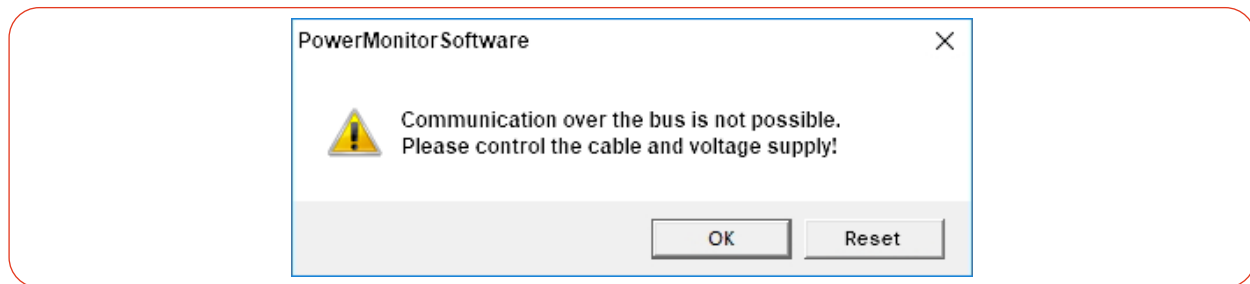 PowerMonitorSoftware
Communication over the bus is not possible.
Please control the cable and voltage supply!
OK
Reset